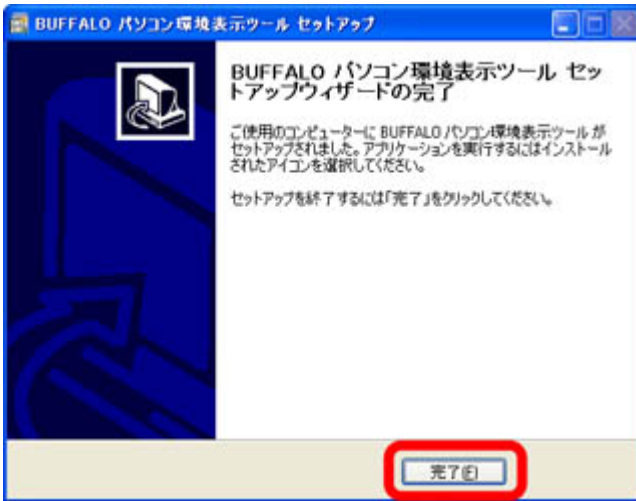 BUFFALO パソコン環境表示ツール セットアップ
BUFFALO パソコン環境表示ツール セッ
トアップウィザードの完了
ご使用のコンピューターに BUFFALO パソコン環境表示ツール が
セットアップされました。アプリケーションを実行するにはインストール
されたアイコンを選択してください。
セットアップを終了するには「完了」をクリックしてください。
完了(F)